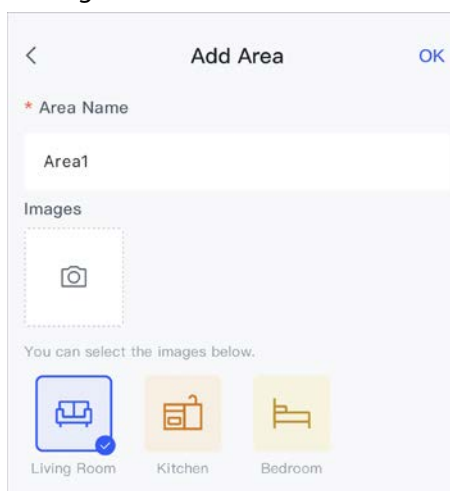 Add Area
OK
* Area Name
Area1
Images
You can select the images below.
Living Room
Kitchen
Bedroom